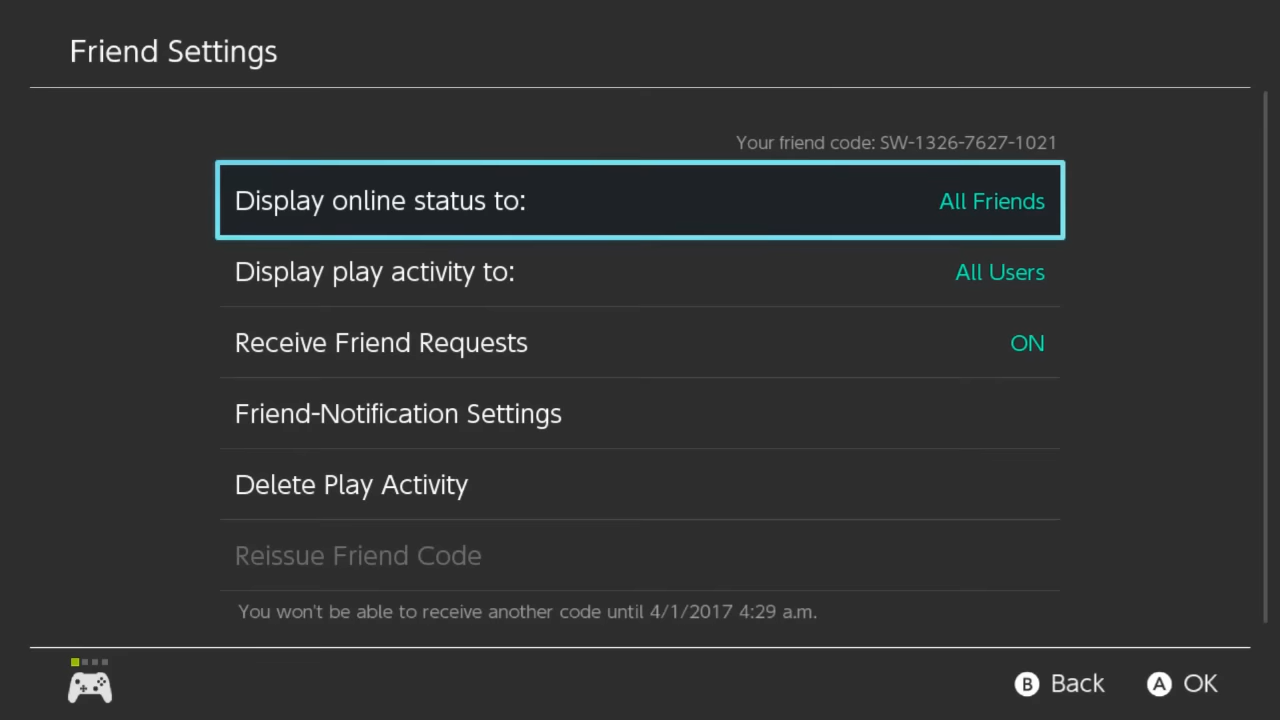 Friend Settings
Your friend code: SW-1326-7627-1021
Display online status to: All Friends
Display play activity to: All Users
Receive Friend Requests ON
Friend-Notification Settings
Delete Play Activity
Reissue Friend Code
You won't be able to receive another code until 4/1/2017 4:29 a.m.
B Back A OK